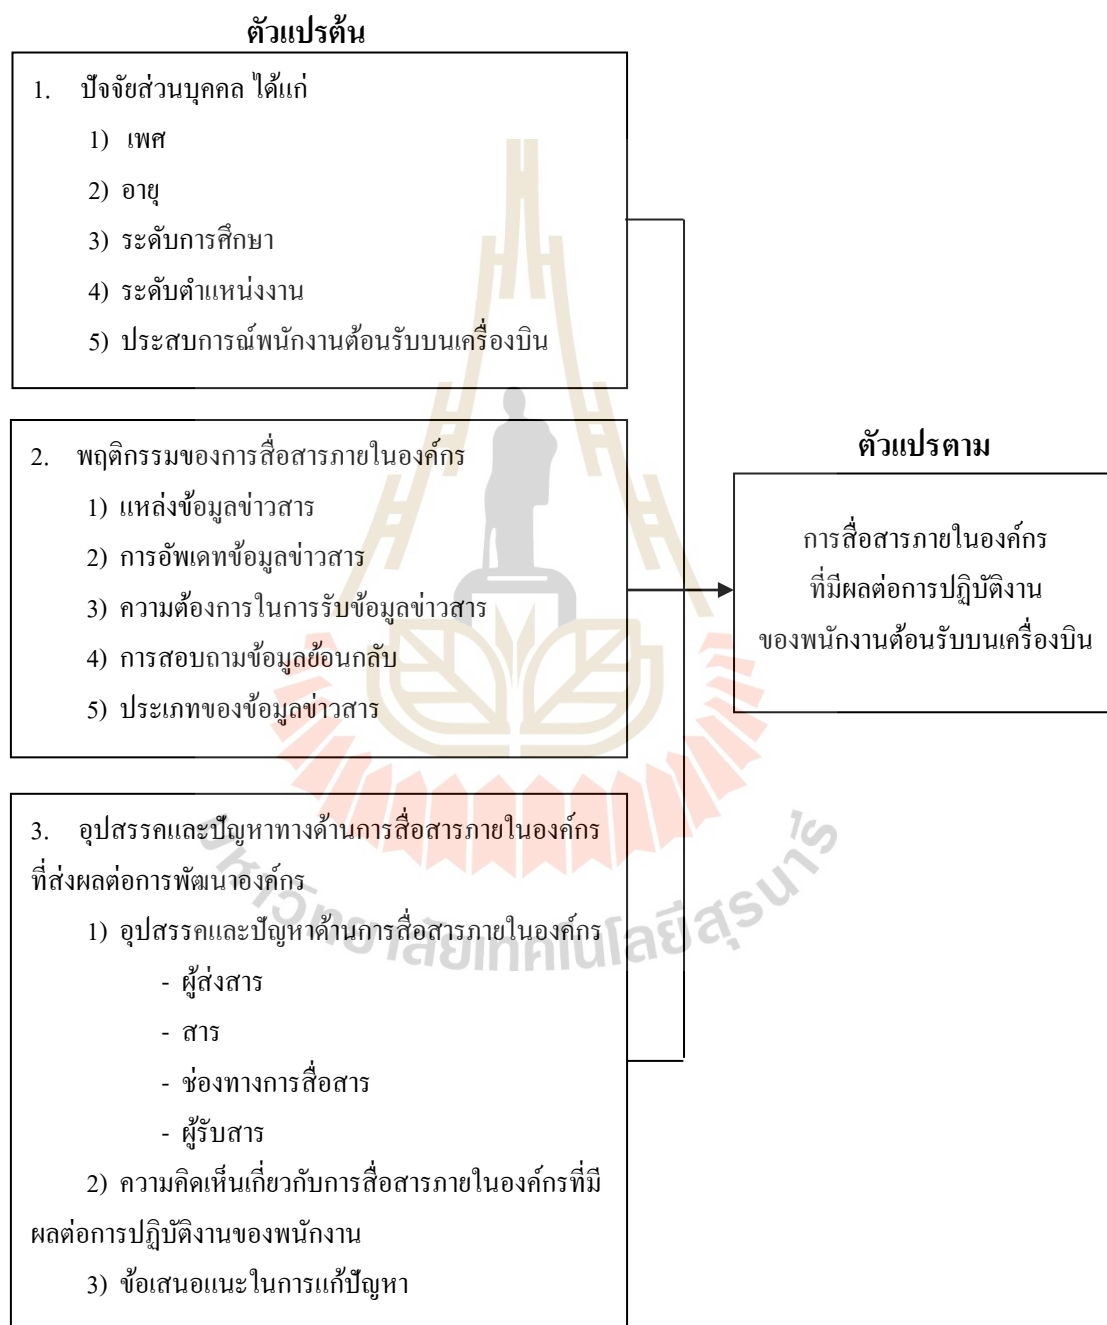 ตัวแปรต้น
1. ปัจจัยส่วนบุคคล ได้แก่
1) เพศ
2) อายุ
3) ระดับการศึกษา
4) ระดับตำแหน่งงาน
5) ประสบการณ์พนักงานต้อนรับบนเครื่องบิน
2. พฤติกรรมของการสื่อสารภายในองค์กร
1) แหล่งข้อมูลข่าวสาร
2) การอัพเดทข้อมูลข่าวสาร
3) ความต้องการในการรับข้อมูลข่าวสาร
4) การสอบถามข้อมูลย้อนกลับ
5) ประเภทของข้อมูลข่าวสาร
3. อุปสรรคและปัญหาทางด้านการสื่อสารภายในองค์กร
ที่ส่งผลต่อการพัฒนาองค์กร
1) อุปสรรคและปัญหาด้านการสื่อสารภายในองค์กร
- ผู้ส่งสาร
- สาร
- ช่องทางการสื่อสาร
- ผู้รับสาร
2) ความคิดเห็นเกี่ยวกับการสื่อสารภายในองค์กรที่มี
ผลต่อการปฏิบัติงานของพนักงาน
3) ข้อเสนอแนะในการแก้ปัญหา
ตัวแปรตาม
การสื่อสารภายในองค์กร
ที่มีผลต่อการปฏิบัติงาน
ของพนักงานต้อนรับบนเครื่องบิน
มหาวิทยาลัยเทคโนโลยีสุรนารี